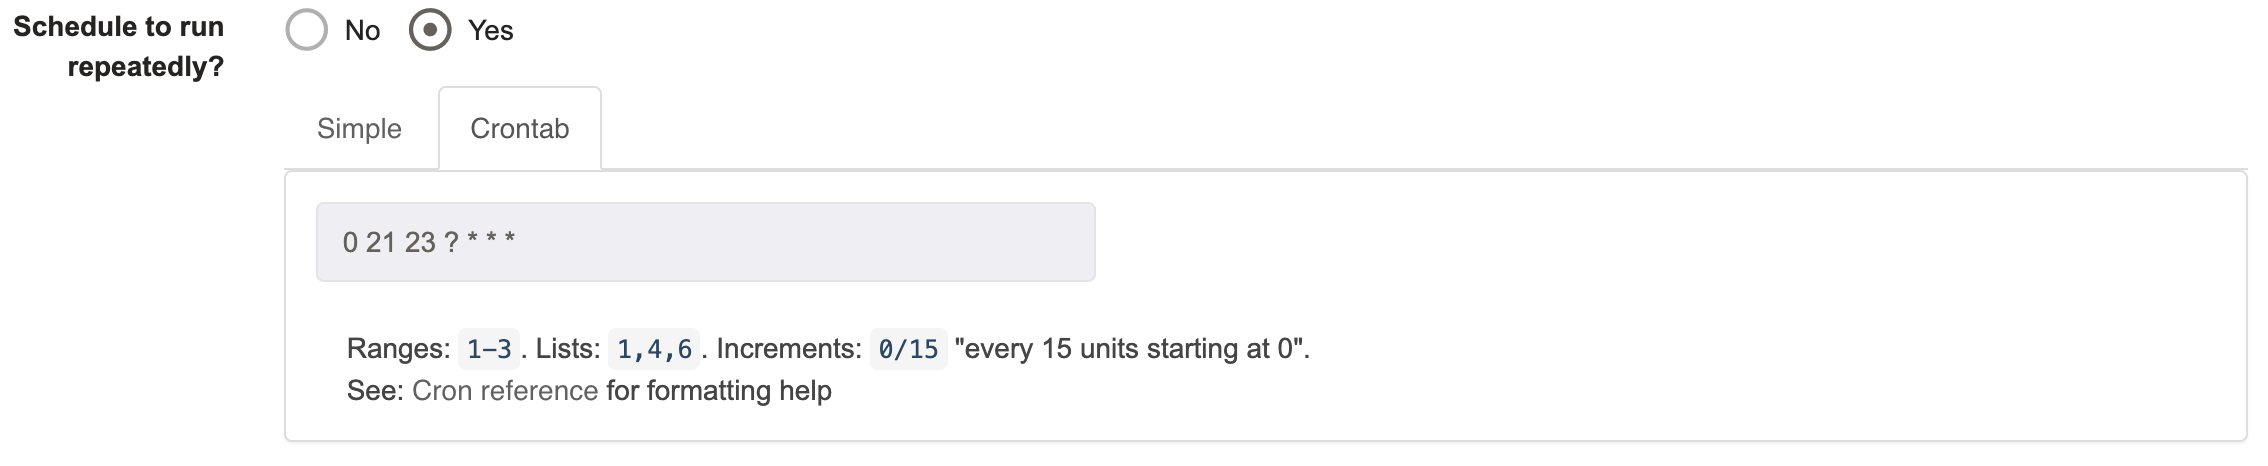 Schedule to run
repeatedly?
No Yes
Simple Crontab
0 21 23 ? * * *
Ranges: 1-3 . Lists: 1,4,6 . Increments: 0/15 "every 15 units starting at 0".
See: Cron reference for formatting help